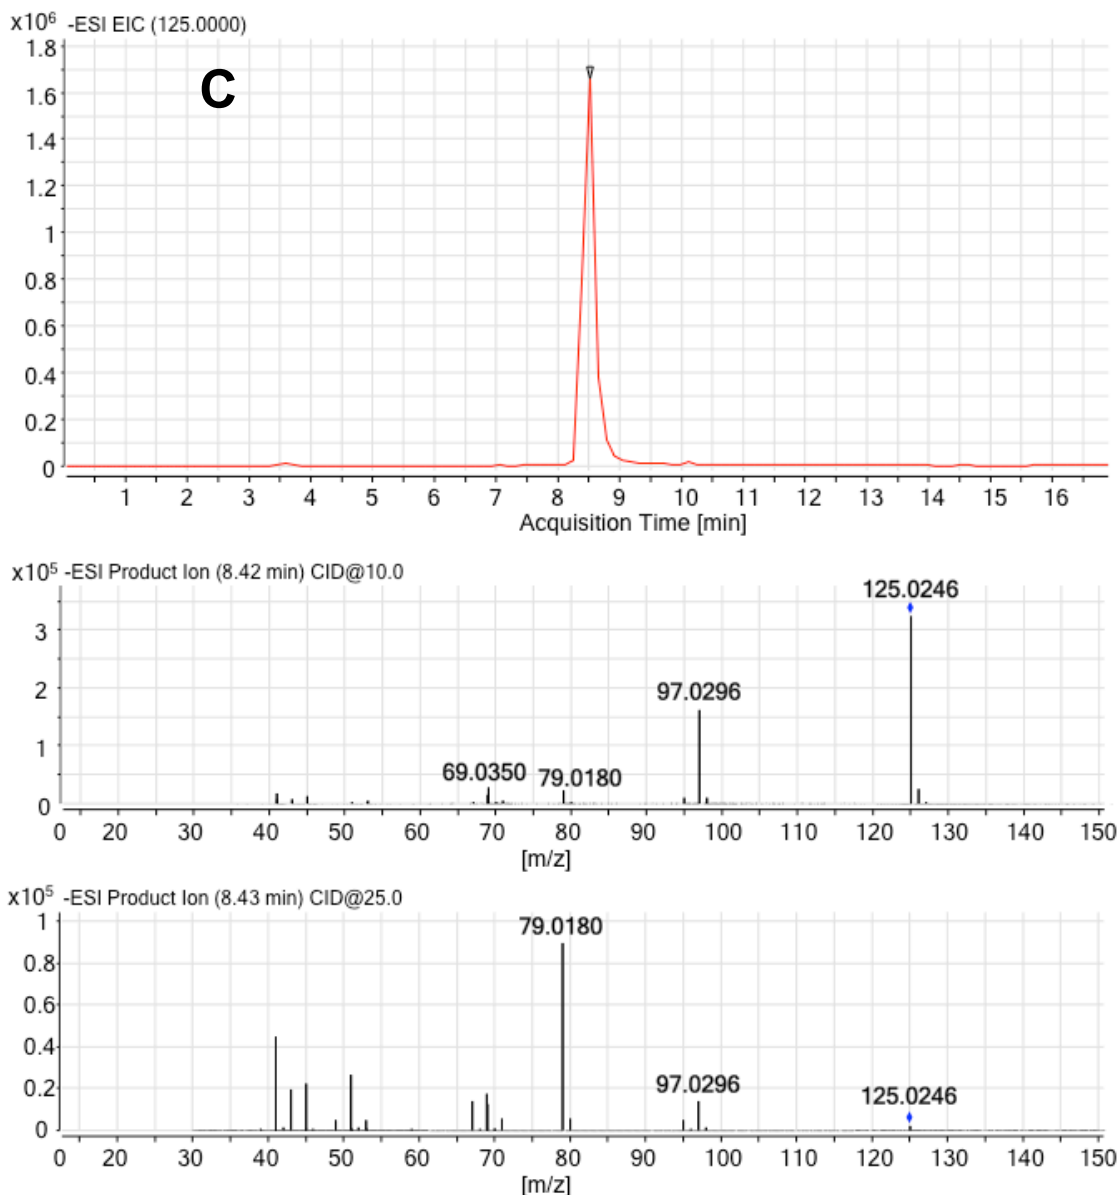 x10⁶ -ESI EIC (125.0000)
C
1.8
1.6
1.4
1.2
1
0.8
0.6
0.4
0.2
0
1 2 3 4 5 6 7 8 9 10 11 12 13 14 15 16
Acquisition Time [min]
x10⁵ -ESI Product Ion (8.42 min) CID@10.0
125.0246
3
2
97.0296
1
69.0350 79.0180
0
0 20 30 40 50 60 70 80 90 100 110 120 130 140 150
[m/z]
x10⁵ -ESI Product Ion (8.43 min) CID@25.0
1
79.0180
0.8
0.6
0.4
0.2
97.0296 125.0246
0
0 20 30 40 50 60 70 80 90 100 110 120 130 140 150
[m/z]